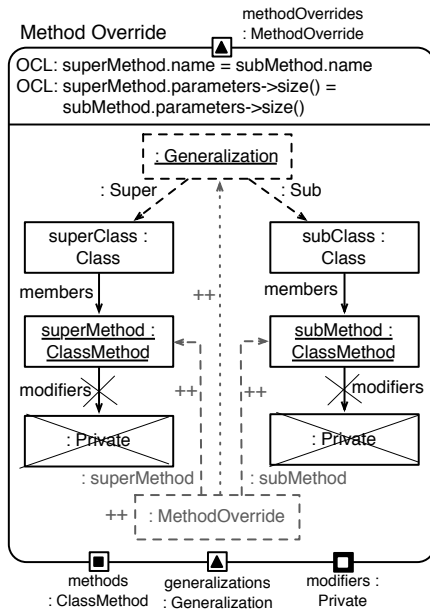 Method Override
methodOverrides
: MethodOverride
OCL: superMethod.name = subMethod.name
OCL: superMethod.parameters->size() =
subMethod.parameters->size()
: Generalization
: Super
: Sub
superClass :
Class
subClass :
Class
++
members
members
superMethod :
ClassMethod
subMethod :
ClassMethod
modifiers
++
++
modifiers
: Private
: Private
: superMethod
: subMethod
++
: MethodOverride
methods
: ClassMethod
generalizations
: Generalization
modifiers :
Private